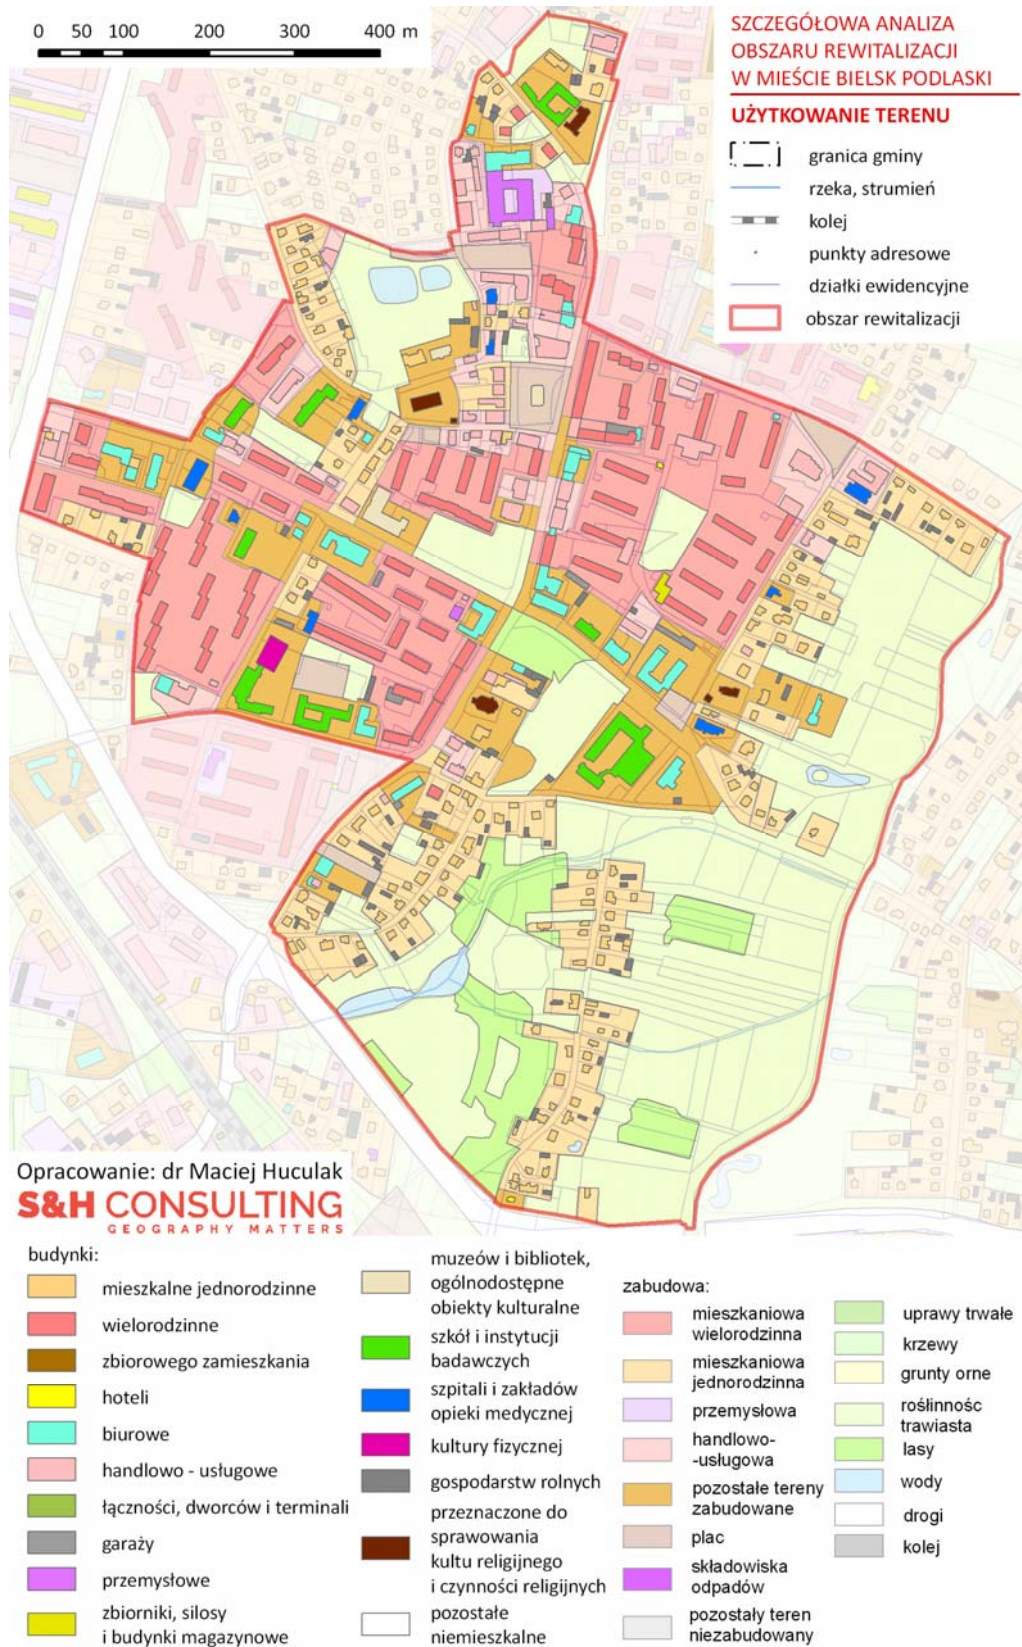 0 50 100 200 300 400 m
SZCZEGÓŁOWA ANALIZA
OBSZARU REWITALIZACJI
W MIEŚCIE BIELSK PODLASKI
UŻYTKOWANIE TERENU
granica gminy
rzeka, strumień
kolej
punkty adresowe
działki ewidencyjne
obszar rewitalizacji
Opracowanie: dr Maciej Huculak
S&H CONSULTING
GEOGRAPHY MATTERS
budynki:
mieszkalne jednorodzinne
wielorodzinne
zbiorowego zamieszkania
hoteli
biurowe
handlowo - usługowe
łączności, dworców i terminali
garaży
przemysłowe
zbiorniki, silosy
i budynki magazynowe
muzeów i bibliotek,
ogólnodostępne
obiekty kulturalne
szkół i instytucji
badawczych
szpitali i zakładów
opieki medycznej
kultury fizycznej
gospodarstw rolnych
przeznaczone do
sprawowania
kultu religijnego
i czynności religijnych
pozostałe
niemieszkalne
zabudowa:
mieszkaniowa
wielorodzinna
mieszkaniowa
jednorodzinna
przemysłowa
handlowo-
-usługowa
pozostałe tereny
zabudowane
plac
składowiska
odpadów
pozostały teren
niezabudowany
uprawy trwałe
krzewy
grunty orne
roślinnośc
trawiasta
lasy
wody
drogi
kolej